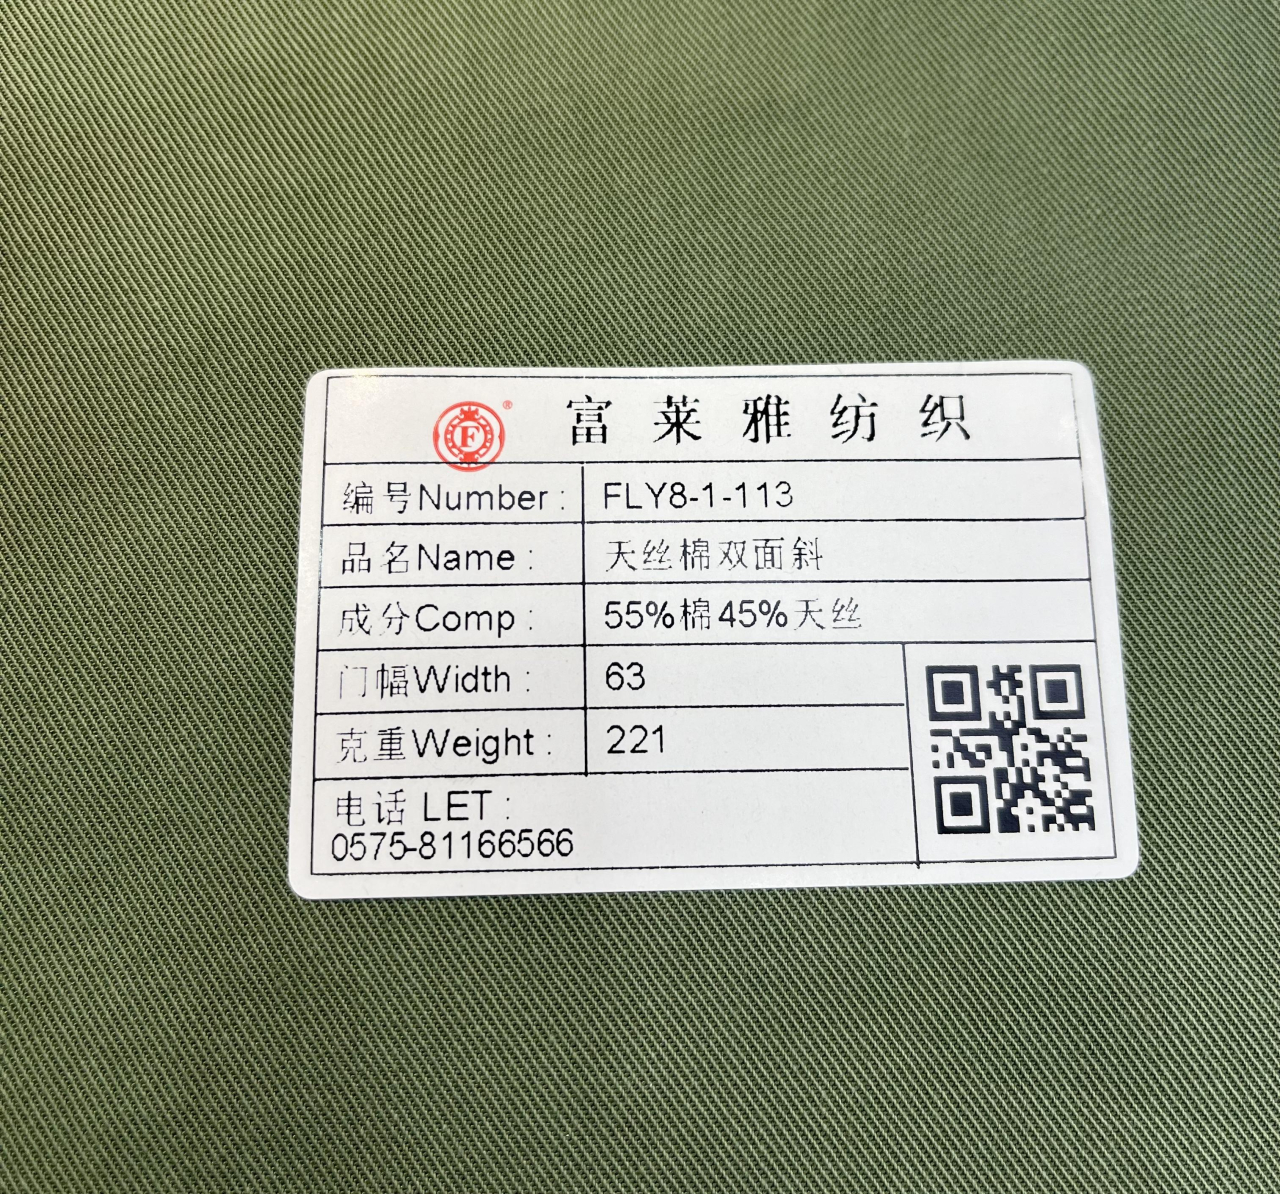 F ®
富莱雅纺织
编号Number: FLY8-1-113
品名Name: 天丝棉双面斜
成分Comp: 55%棉45%天丝
门幅Width: 63
克重Weight: 221
电话 LET:
0575-81166566